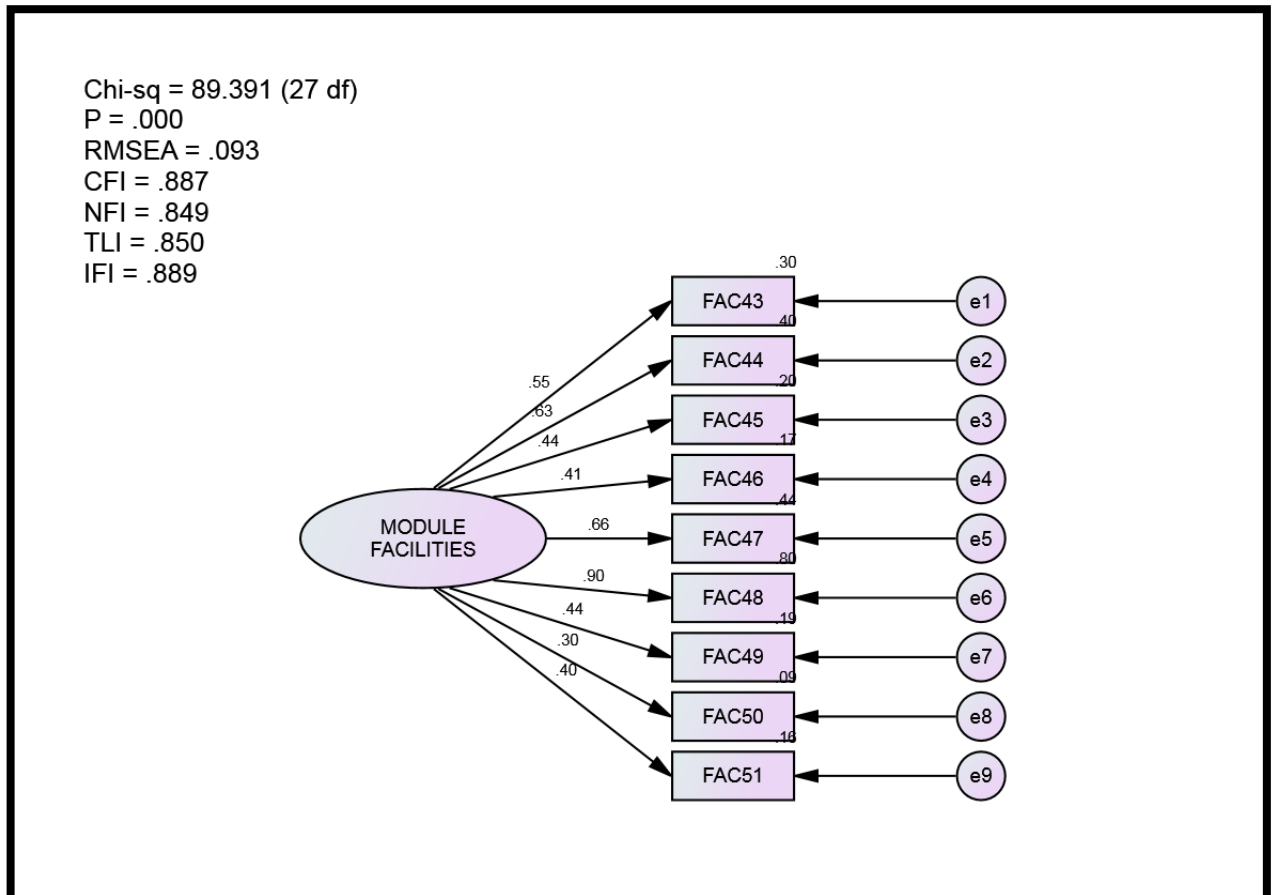 Chi-sq = 89.391 (27 df)
P = .000
RMSEA = .093
CFI = .887
NFI = .849
TLI = .850
IFI = .889
.30
FAC43
e1
.40
.55
FAC44
e2
.20
.63
FAC45
e3
.44
.17
.41
FAC46
e4
.44
MODULE
FACILITIES
.66
FAC47
e5
.80
.90
FAC48
e6
.44
.19
.30
FAC49
e7
.40
.09
FAC50
e8
.16
FAC51
e9